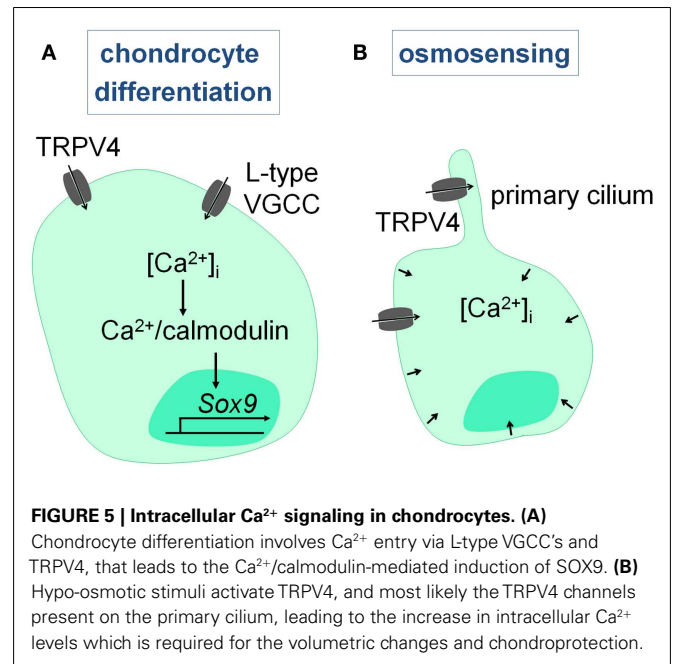 A
chondrocyte
differentiation
TRPV4
L-type
VGCC
[Ca²⁺]ᵢ
Ca²⁺/calmodulin
Sox9
B
osmosensing
primary cilium
TRPV4
[Ca²⁺]ᵢ
FIGURE 5 | Intracellular Ca²⁺ signaling in chondrocytes. (A)
Chondrocyte differentiation involves Ca²⁺ entry via L-type VGCC's and
TRPV4, that leads to the Ca²⁺/calmodulin-mediated induction of SOX9. (B)
Hypo-osmotic stimuli activate TRPV4, and most likely the TRPV4 channels
present on the primary cilium, leading to the increase in intracellular Ca²⁺
levels which is required for the volumetric changes and chondroprotection.